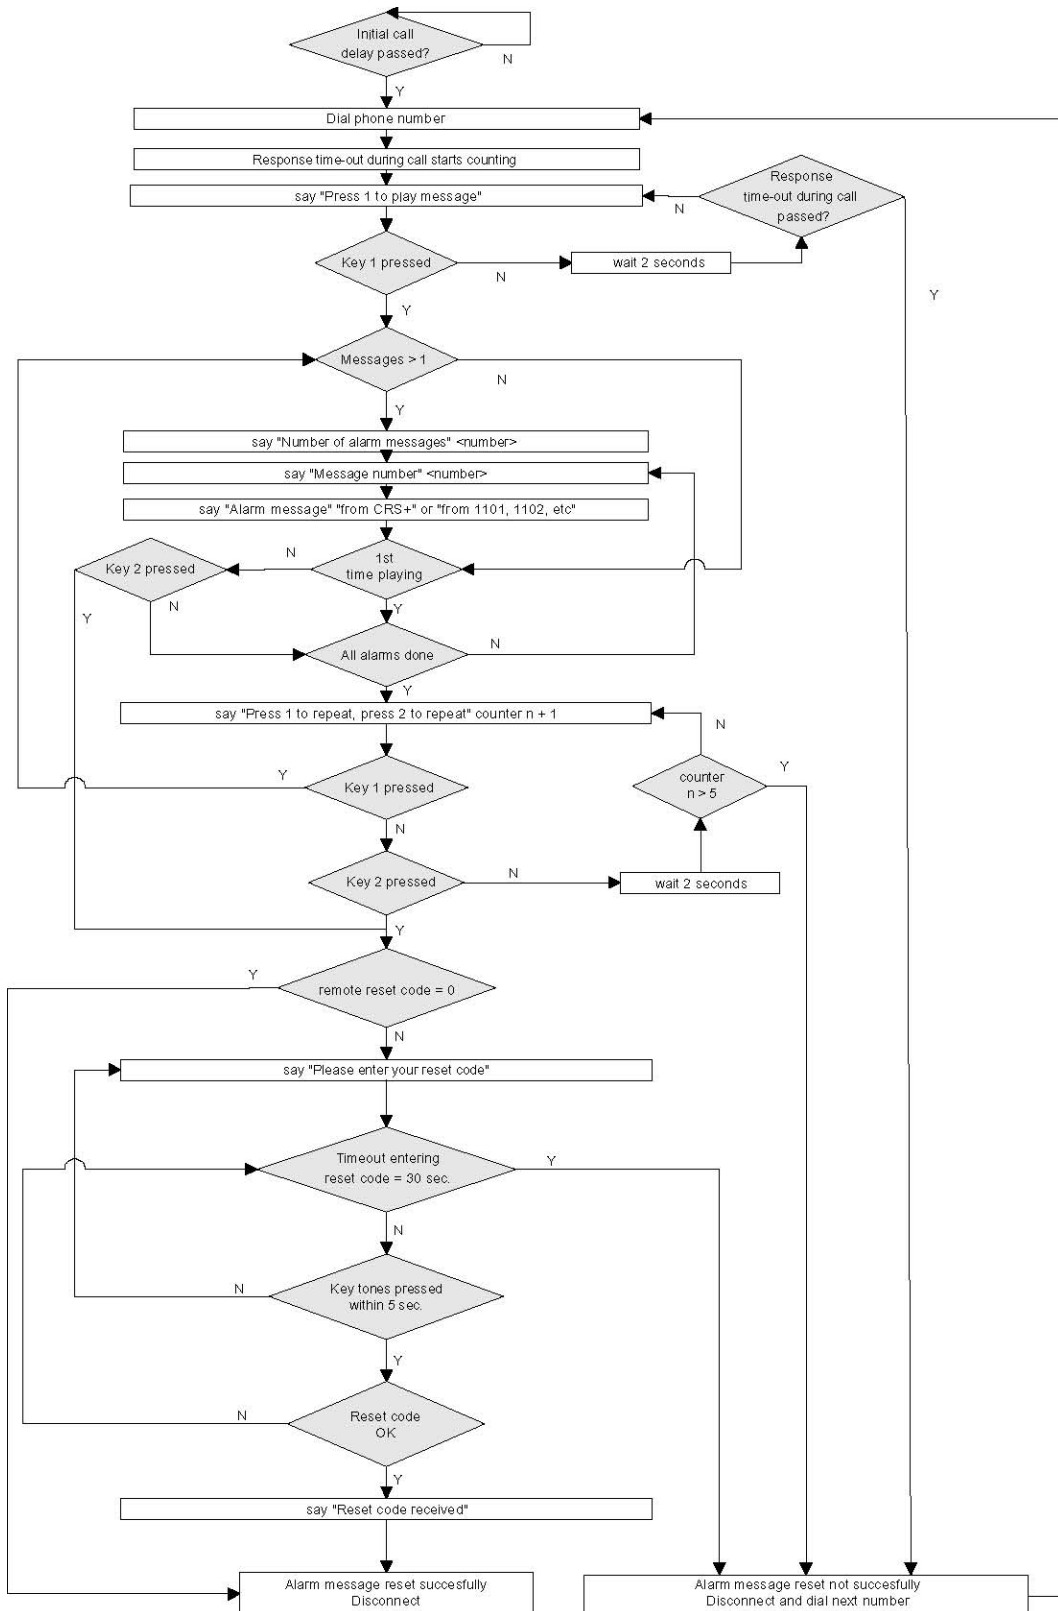 Initial call
delay passed?
N
Y
Dial phone number
Response time-out during call starts counting
say "Press 1 to play message"
Response
time-out during call
passed?
N
Y
Key 1 pressed
N
wait 2 seconds
Y
Messages > 1
N
Y
say "Number of alarm messages" <number>
say "Message number" <number>
say "Alarm message" "from CRS+" or "from 1101, 1102, etc"
1st
time playing
N
Key 2 pressed
N
Y
Y
All alarms done
N
Y
say "Press 1 to repeat, press 2 to repeat" counter n + 1
N
counter
n > 5
Y
Key 1 pressed
Y
N
Key 2 pressed
N
wait 2 seconds
Y
remote reset code = 0
Y
N
say "Please enter your reset code"
Timeout entering
reset code = 30 sec.
Y
N
Key tones pressed
within 5 sec.
N
Y
Reset code
OK
N
Y
say "Reset code received"
Alarm message reset succesfully
Disconnect
Alarm message reset not succesfully
Disconnect and dial next number